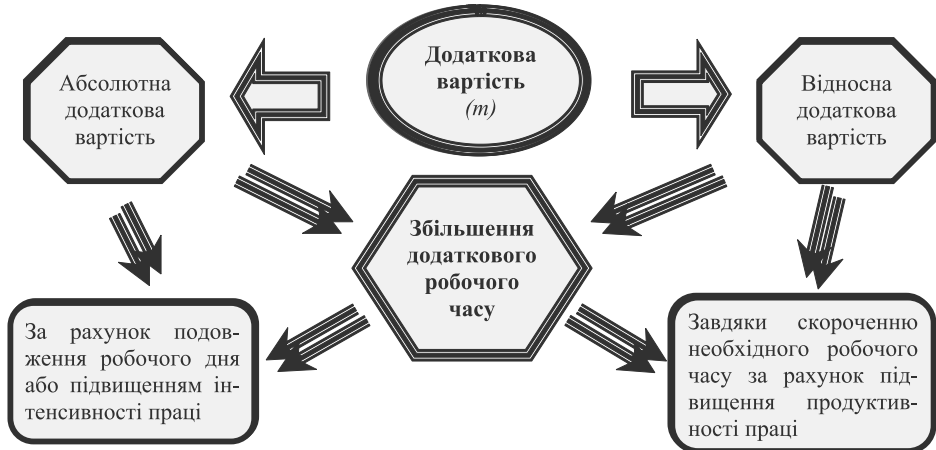 Додаткова
вартість
(m)
Абсолютна
додаткова
вартість
Відносна
додаткова
вартість
Збільшення
додаткового
робочого
часу
За рахунок подов-
ження робочого дня
або підвищенням ін-
тенсивності праці
Завдяки скороченню
необхідного робочого
часу за рахунок під-
вищення продуктив-
ності праці